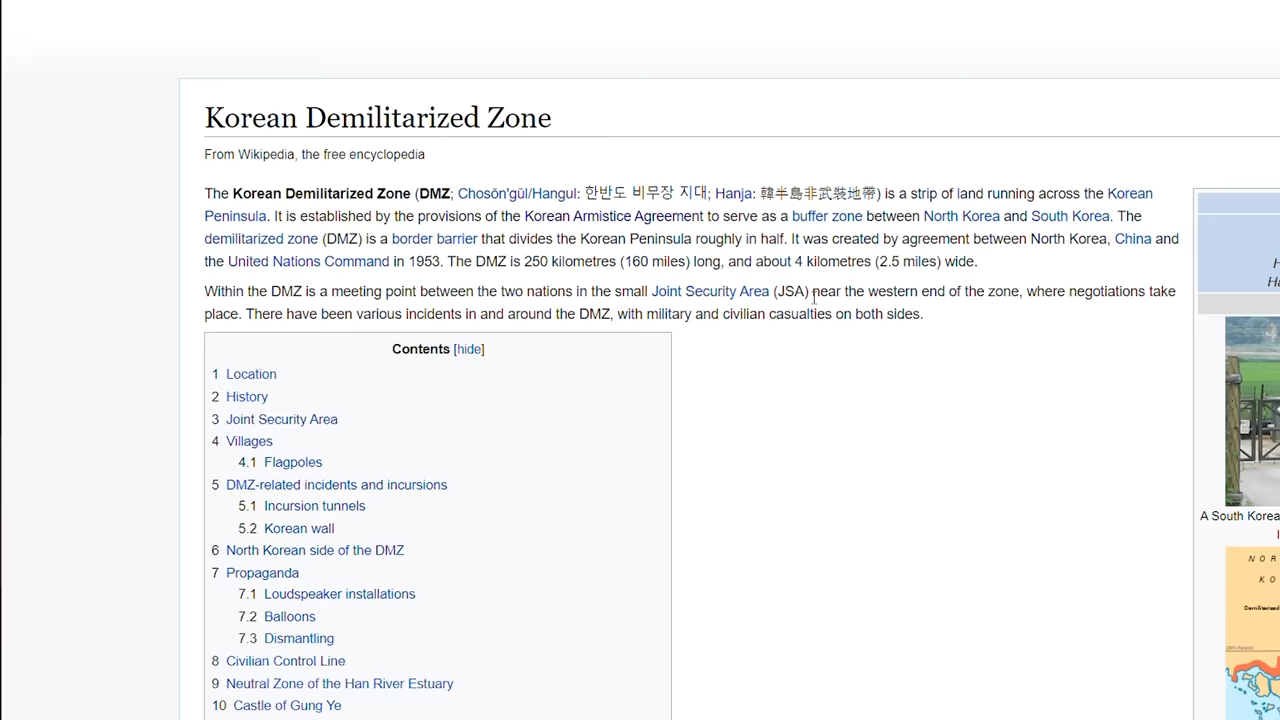 Korean Demilitarized Zone
From Wikipedia, the free encyclopedia
The Korean Demilitarized Zone (DMZ; Chosŏn'gŭl/Hangul: 한반도 비무장 지대; Hanja: 韓半島非武裝地帶) is a strip of land running across the Korean
Peninsula. It is established by the provisions of the Korean Armistice Agreement to serve as a buffer zone between North Korea and South Korea. The
demilitarized zone (DMZ) is a border barrier that divides the Korean Peninsula roughly in half. It was created by agreement between North Korea, China and
the United Nations Command in 1953. The DMZ is 250 kilometres (160 miles) long, and about 4 kilometres (2.5 miles) wide.
Within the DMZ is a meeting point between the two nations in the small Joint Security Area (JSA) near the western end of the zone, where negotiations take
place. There have been various incidents in and around the DMZ, with military and civilian casualties on both sides.
Contents [hide]
1 Location
2 History
3 Joint Security Area
4 Villages
4.1 Flagpoles
5 DMZ-related incidents and incursions
5.1 Incursion tunnels
5.2 Korean wall
6 North Korean side of the DMZ
7 Propaganda
7.1 Loudspeaker installations
7.2 Balloons
7.3 Dismantling
8 Civilian Control Line
9 Neutral Zone of the Han River Estuary
10 Castle of Gung Ye
H
Ha
A South Korea
N O R
K O